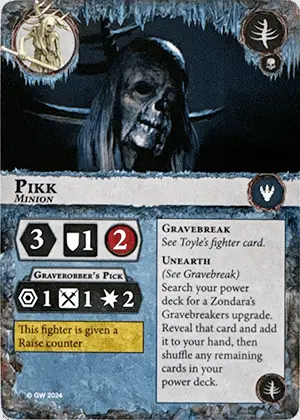 PIKK
MINION
3 1 2
GRAVEROBBER'S PICK
1 1 2
This fighter is given a
Raise counter
GRAVEBREAK
See Toyle's fighter card.
UNEARTH
(See Gravebreak)
Search your power
deck for a Zondara's
Gravebreakers upgrade.
Reveal that card and add
it to your hand, then
shuffle any remaining
cards in your
power deck.
© GW 2024